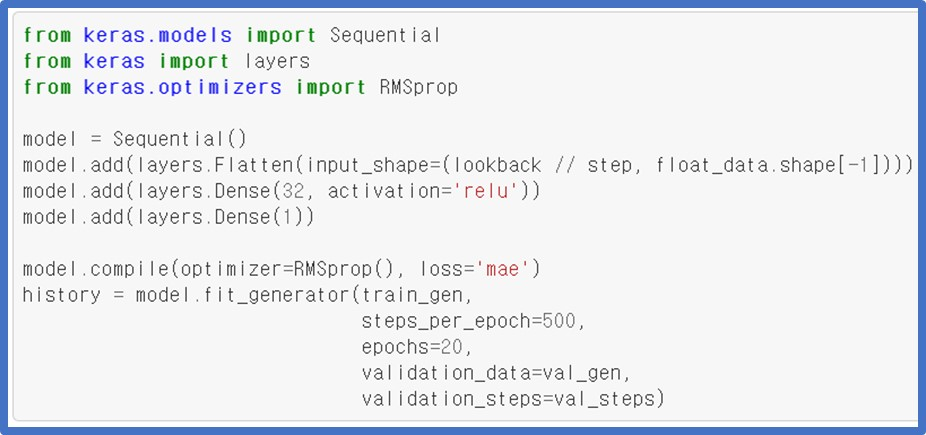 from keras.models import Sequential
from keras import layers
from keras.optimizers import RMSprop
model = Sequential()
model.add(layers.Flatten(input_shape=(lookback // step, float_data.shape[-1])))
model.add(layers.Dense(32, activation='relu'))
model.add(layers.Dense(1))
model.compile(optimizer=RMSprop(), loss='mae')
history = model.fit_generator(train_gen,
steps_per_epoch=500,
epochs=20,
validation_data=val_gen,
validation_steps=val_steps)